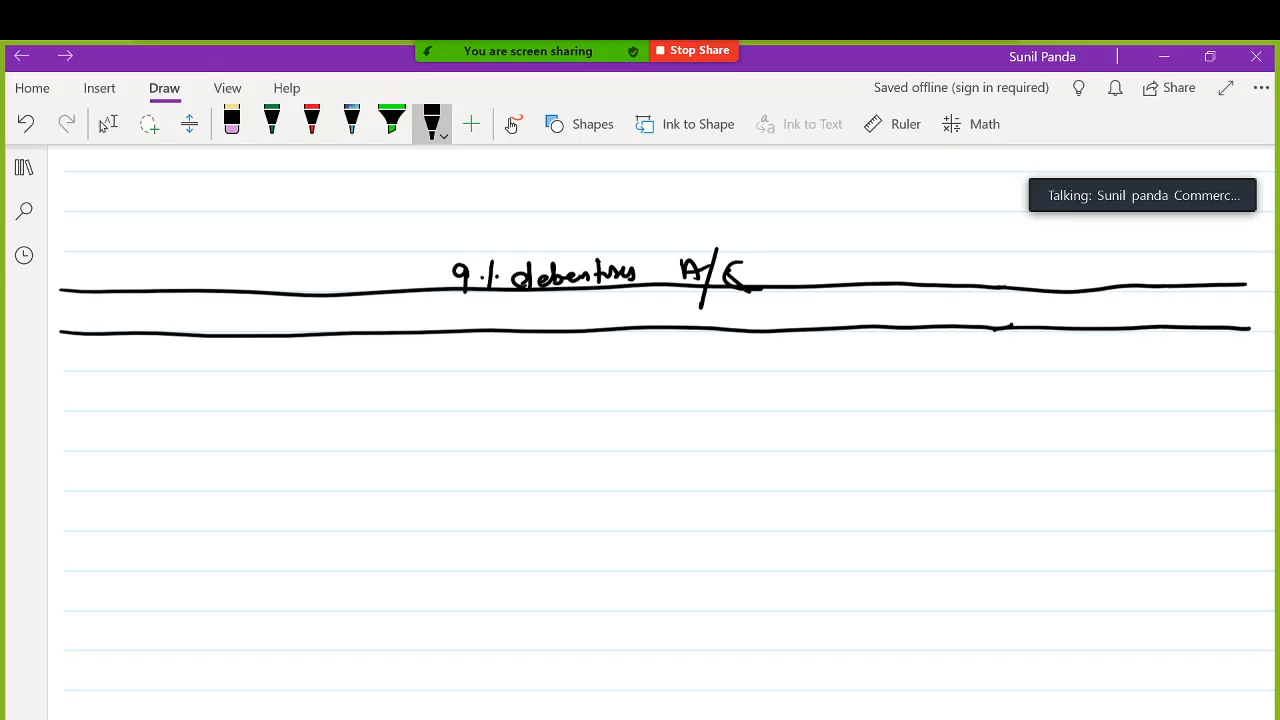 You are screen sharing
Stop Share
Sunil Panda
Home Insert Draw View Help
Saved offline (sign in required)
Share
Shapes Ink to Shape Ink to Text Ruler Math
Talking: Sunil panda Commerc...
9% debentures A/C